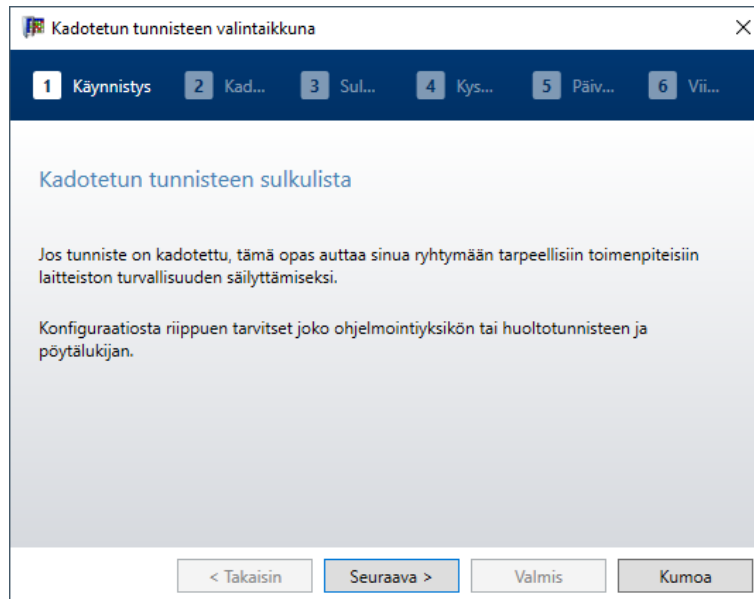 Kadotetun tunnisteen valintaikkuna
1 Käynnistys 2 Kad... 3 Sul... 4 Kys... 5 Päiv... 6 Vii...
Kadotetun tunnisteen sulkulista
Jos tunniste on kadotettu, tämä opas auttaa sinua ryhtymään tarpeellisiin toimenpiteisiin
laitteiston turvallisuuden säilyttämiseksi.
Konfiguraatiosta riippuen tarvitset joko ohjelmointiyksikön tai huoltotunnisteen ja
pöytälukijan.
< Takaisin Seuraava > Valmis Kumoa